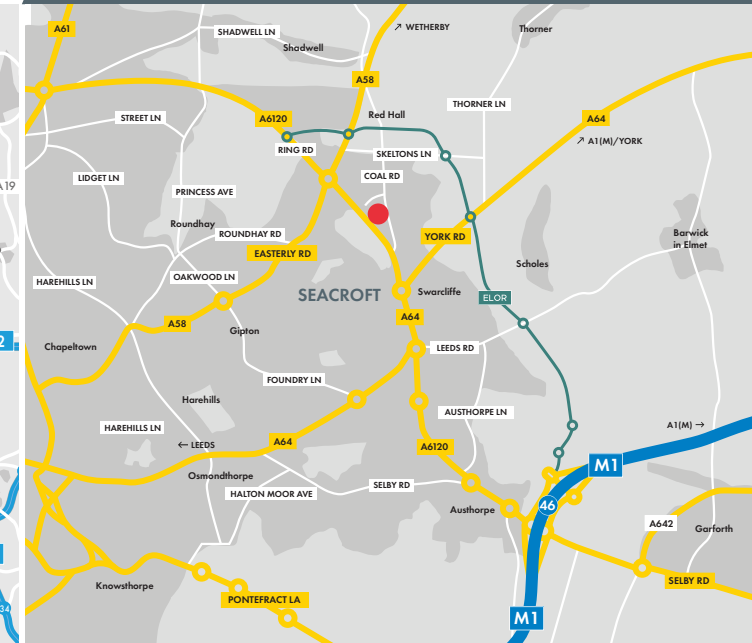 A61
SHADWELL LN
↗ WETHERBY
Thorner
Shadwell
A58
THORNER LN
STREET LN
A6120
Red Hall
A64
RING RD
SKELTONS LN
↗ A1(M)/YORK
LIDGET LN
COAL RD
A19
PRINCESS AVE
Roundhay
ROUNDHAY RD
YORK RD
Barwick
in Elmet
EASTERLY RD
Scholes
HAREHILLS LN
OAKWOOD LN
SEACROFT
Swarcliffe
ELOR
A58
A64
Gipton
2
Chapeltown
LEEDS RD
FOUNDRY LN
Harehills
AUSTHORPE LN
HAREHILLS LN
A1(M) →
← LEEDS
A64
A6120
M1
Osmondthorpe
SELBY RD
HALTON MOOR AVE
46
Austhorpe
A642
Garforth
Knowsthorpe
SELBY RD
PONTEFRACT LA
34
M1